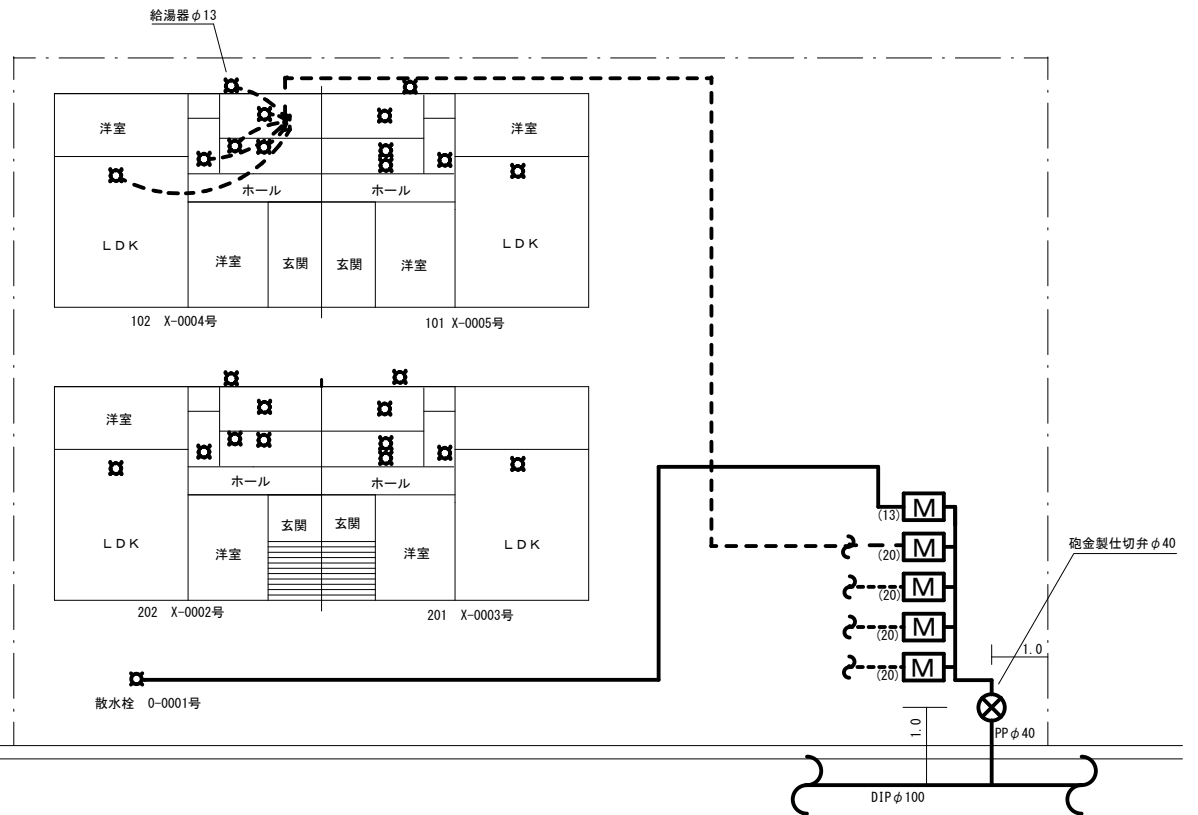 給湯器φ13
洋室
洋室
ホール
ホール
LDK
LDK
洋室
玄関
玄関
洋室
102 X-0004号
101 X-0005号
洋室
ホール
ホール
LDK
LDK
洋室
玄関
玄関
洋室
202 X-0002号
201 X-0003号
散水栓 0-0001号
(13)
M
(20)
M
(20)
M
(20)
M
(20)
M
砲金製仕切弁φ40
1.0
1.0
PPφ40
DIPφ100